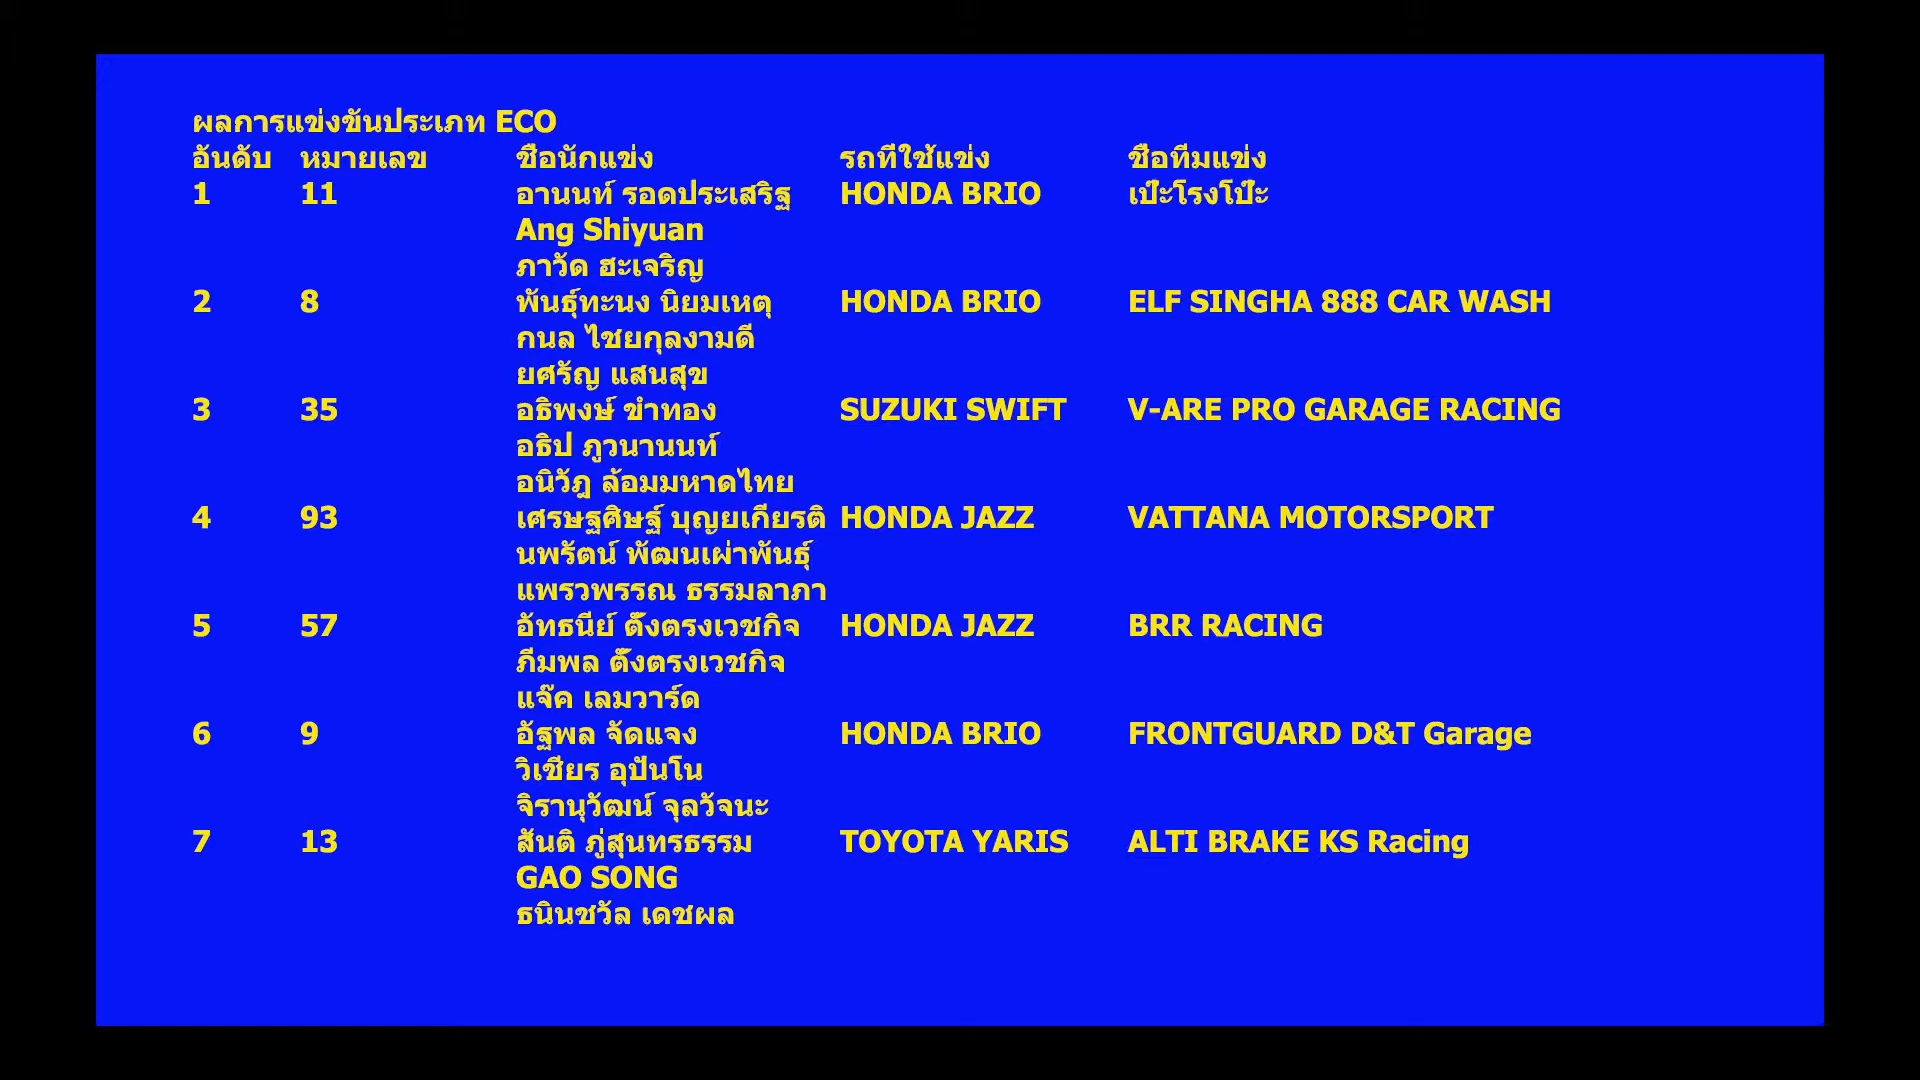 ผลการแข่งขันประเภท ECO
อันดับ หมายเลข ชื่อนักแข่ง รถที่ใช้แข่ง ชื่อทีมแข่ง
1 11 อานนท์ รอดประเสริฐ HONDA BRIO เป๊ะโรงโป๊ะ
Ang Shiyuan
ภาวัด ฮะเจริญ
2 8 พันธุ์ทะนง นิยมเหตุ HONDA BRIO ELF SINGHA 888 CAR WASH
กนล ไชยกุลงามดี
ยศรัญ แสนสุข
3 35 อธิพงษ์ ขำทอง SUZUKI SWIFT V-ARE PRO GARAGE RACING
อธิป ภูวนานนท์
อนิวัฎ ล้อมมหาดไทย
4 93 เศรษฐศิษฐ์ บุญยเกียรติ HONDA JAZZ VATTANA MOTORSPORT
นพรัตน์ พัฒนเผ่าพันธุ์
แพรวพรรณ ธรรมลาภา
5 57 อัทธนีย์ ตั๊งตรงเวชกิจ HONDA JAZZ BRR RACING
ภีมพล ตั๊งตรงเวชกิจ
แจ๊ค เลมวาร์ด
6 9 อัฐพล จัดแจง HONDA BRIO FRONTGUARD D&T Garage
วิเชียร อุปันโน
จิรานุวัฒน์ จุลวัจนะ
7 13 สันติ ภู่สุนทรธรรม TOYOTA YARIS ALTI BRAKE KS Racing
GAO SONG
ธนินชวัล เดชผล